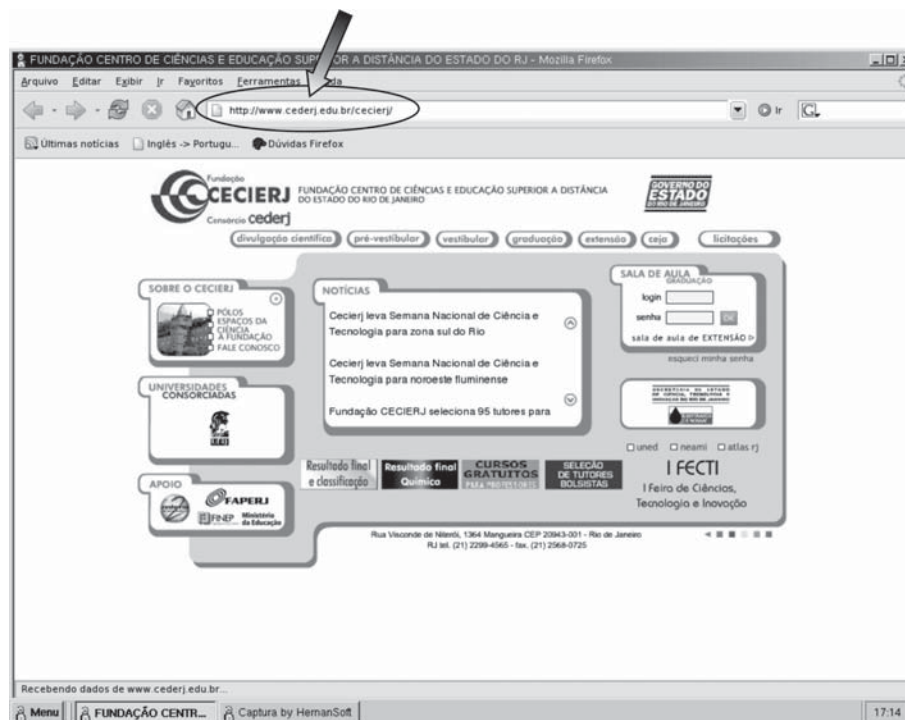 FUNDAÇÃO CENTRO DE CIÊNCIAS E EDUCAÇÃO SUPERIOR A DISTÂNCIA DO ESTADO DO RJ - Mozilla Firefox
Arquivo Editar Exibir Ir Favoritos Ferramentas
http://www.cederj.edu.br/cecierj/
Ir
G
Últimas notícias Inglês -> Portugu... Dúvidas Firefox
Fundação
CECIERJ
Consórcio cederj
FUNDAÇÃO CENTRO DE CIÊNCIAS E EDUCAÇÃO SUPERIOR A DISTÂNCIA
DO ESTADO DO RIO DE JANEIRO
GOVERNO DO
ESTADO
DO RIO DE JANEIRO
divulgação científica pré-vestibular vestibular graduação extensão ceja licitações
SOBRE O CECIERJ
PÓLOS
ESPAÇOS DA
CIÊNCIA
A FUNDAÇÃO
FALE CONOSCO
UNIVERSIDADES
CONSORCIADAS
APOIO
FAPERJ
FINEP
Ministério
da Educação
NOTÍCIAS
Cecierj leva Semana Nacional de Ciência e
Tecnologia para zona sul do Rio
Cecierj leva Semana Nacional de Ciência e
Tecnologia para noroeste fluminense
Fundação CECIERJ seleciona 95 tutores para
SALA DE AULA
GRADUAÇÃO
login
senha OK
sala de aula de EXTENSÃO
esqueci minha senha
SECRETARIA DE ESTADO
DE CIÊNCIA, TECNOLOGIA E
uned neami atlas rj
I FECTI
I Feira de Ciências,
Tecnologia e Inovação
Resultado final
e classificação
Resultado final
Química
CURSOS
GRATUITOS
PARA PROFESSORES
SELEÇÃO
DE TUTORES
BOLSISTAS
Rua Visconde de Niterói, 1364 Mangueira CEP 20943-001 - Rio de Janeiro
RJ tel. (21) 2299-4565 - fax. (21) 2568-0725
Recebendo dados de www.cederj.edu.br...
Menu FUNDAÇÃO CENTR... Captura by HernanSoft 17:14